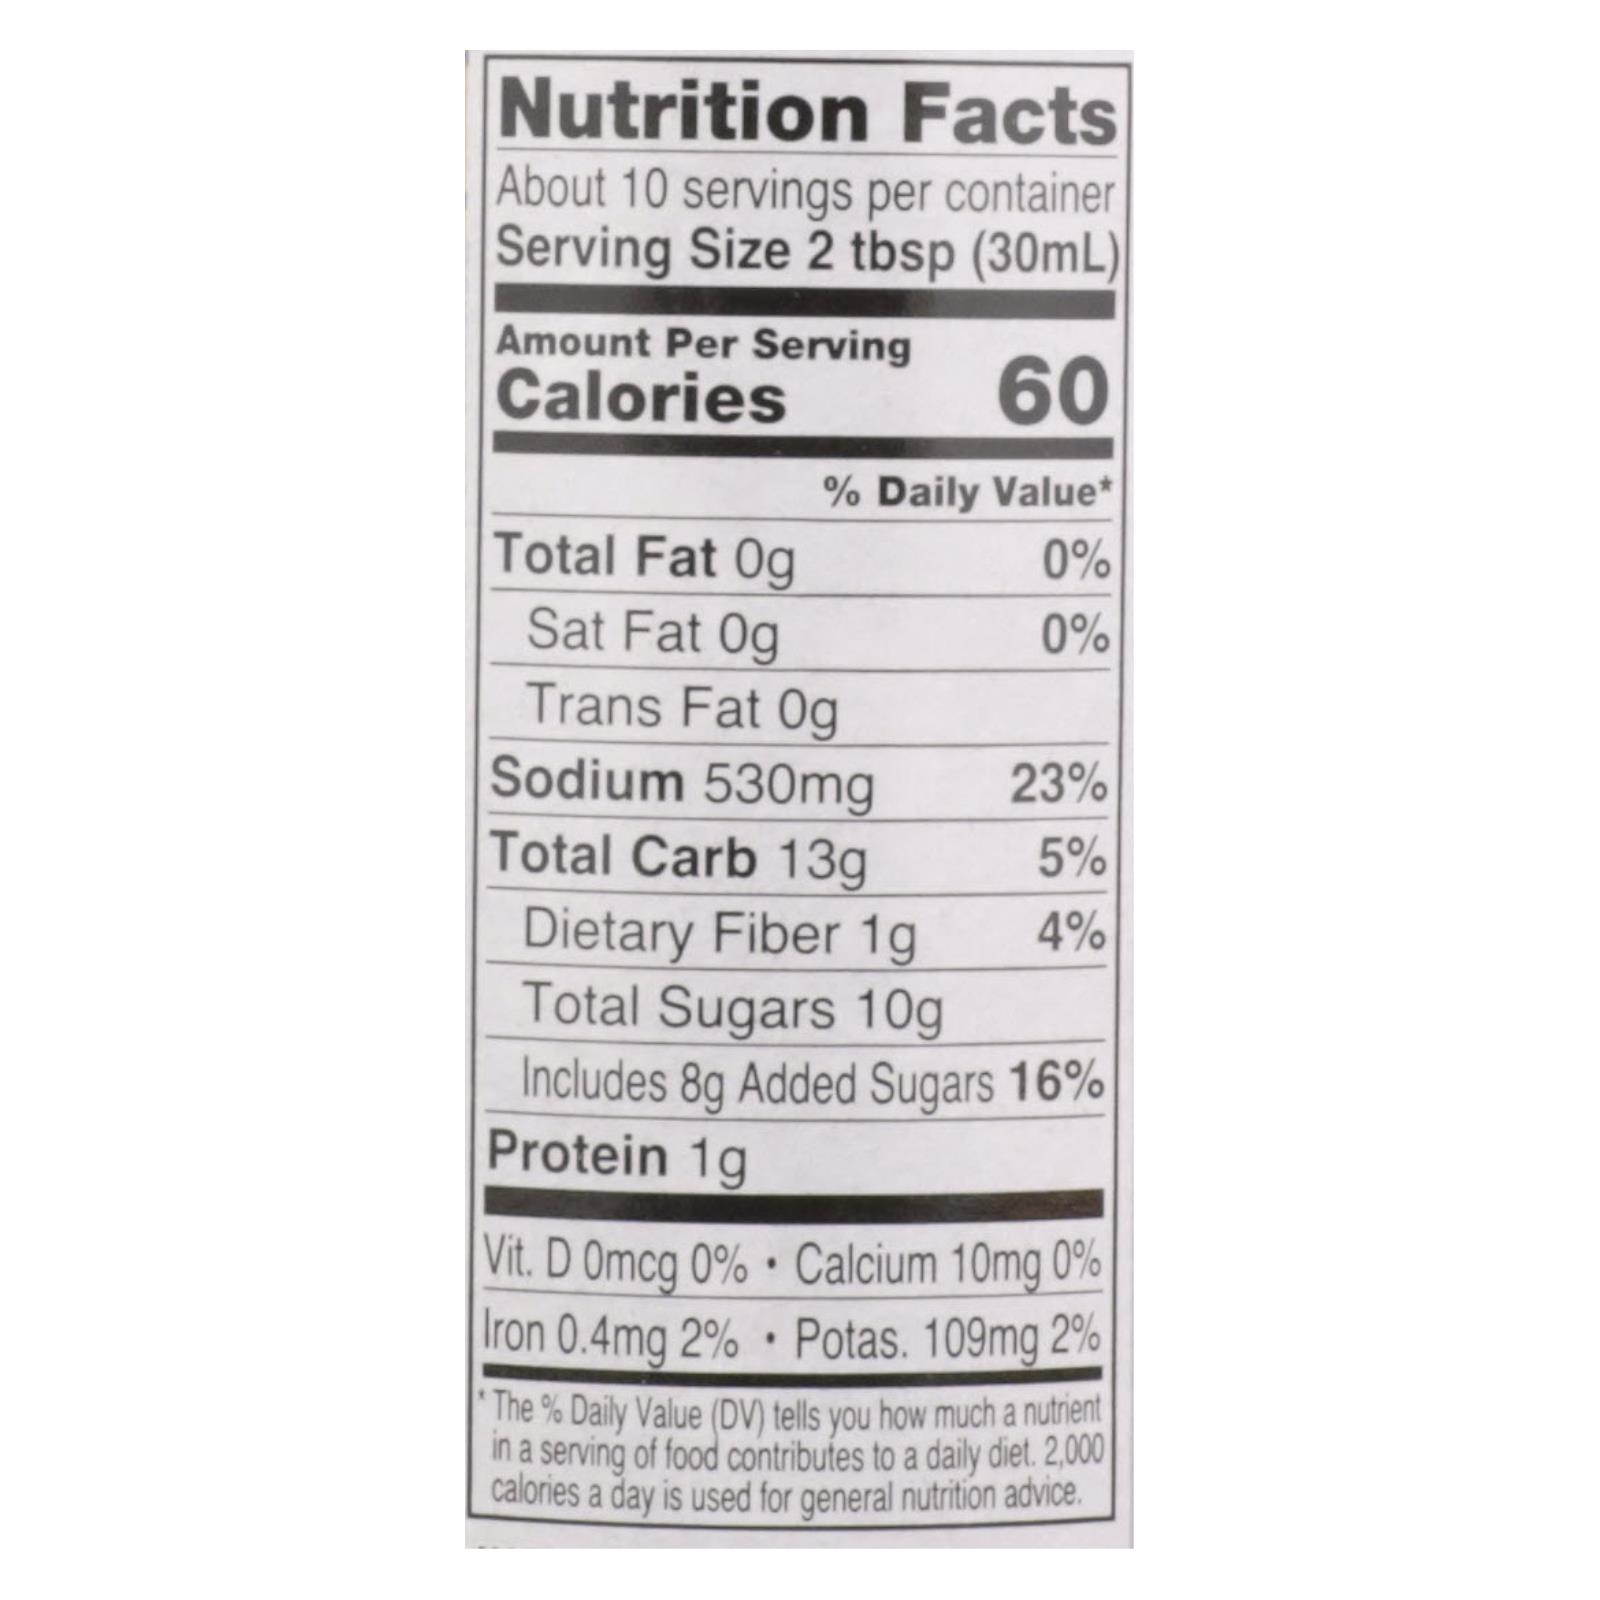 Nutrition Facts
About 10 servings per container
Serving Size 2 tbsp (30mL)
Amount Per Serving
Calories 60
% Daily Value*
Total Fat 0g 0%
Sat Fat 0g 0%
Trans Fat 0g
Sodium 530mg 23%
Total Carb 13g 5%
Dietary Fiber 1g 4%
Total Sugars 10g
Includes 8g Added Sugars 16%
Protein 1g
Vit. D 0mcg 0% • Calcium 10mg 0%
Iron 0.4mg 2% • Potas. 109mg 2%
* The % Daily Value (DV) tells you how much a nutrient
in a serving of food contributes to a daily diet. 2,000
calories a day is used for general nutrition advice.